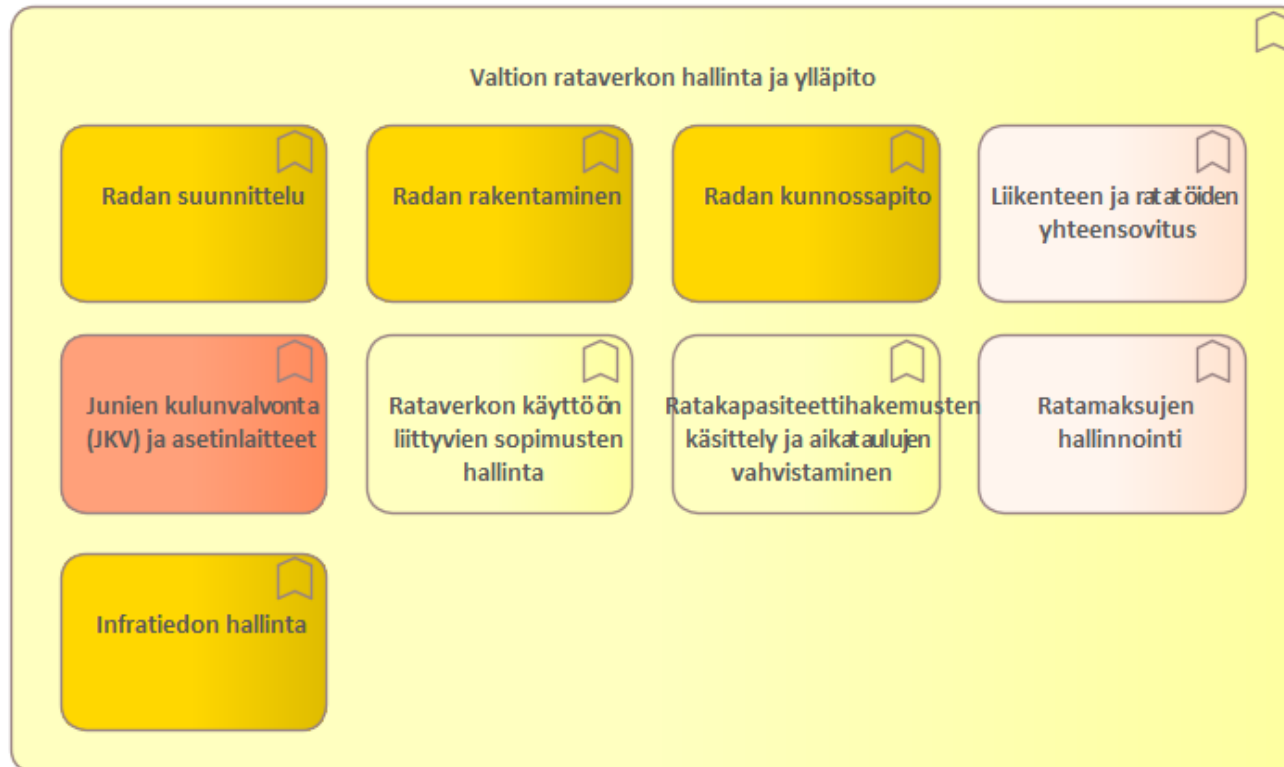 Valtion rataverkon hallinta ja ylläpito
Radan suunnittelu
Radan rakentaminen
Radan kunnossapito
Liikenteen ja ratatöiden
yhteensovitus
Junien kulunvalvonta
(JKV) ja asetinlaitteet
Rataverkon käyttöön
liittyvien sopimusten
hallinta
Ratakapasiteettihakemusten
käsittely ja aikataulujen
vahvistaminen
Ratamaksujen
hallinnointi
Infratiedon hallinta